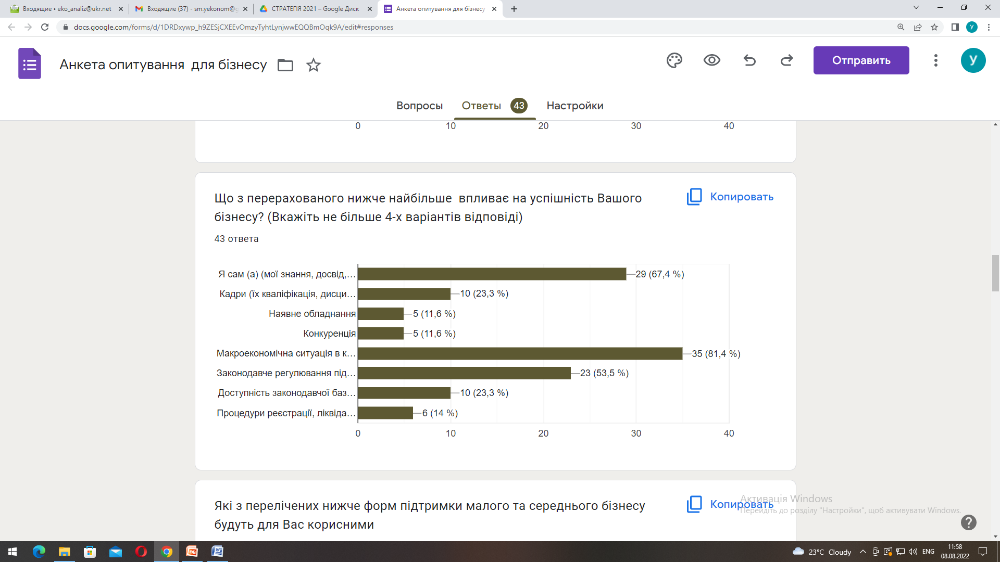 Входящие • eko_analiz@ukr.net
Входящие (37) - sm.yekonom@g
СТРАТЕГІЯ 2021 – Google Диск
Анкета опитування для бізнесу
docs.google.com/forms/d/1DRDxywp_h9ZESjCXEEvOmzyTyhtLynjwwEQQBmOqk9A/edit#responses
У
Анкета опитування для бізнесу
Отправить
У
Вопросы
Ответы 43
Настройки
0 10 20 30 40
Що з перерахованого нижче найбільше впливає на успішність Вашого
бізнесу? (Вкажіть не більше 4-х варіантів відповіді)
Копировать
43 ответа
Я сам (а) (мої знання, досвід,… 29 (67,4 %)
Кадри (їх кваліфікація, дисци… 10 (23,3 %)
Наявне обладнання 5 (11,6 %)
Конкуренція 5 (11,6 %)
Макроекономічна ситуація в к… 35 (81,4 %)
Законодавче регулювання під… 23 (53,5 %)
Доступність законодавчої баз… 10 (23,3 %)
Процедури реєстрації, ліквіда… 6 (14 %)
0 10 20 30 40
Які з перелічених нижче форм підтримки малого та середнього бізнесу
будуть для Вас корисними
Копировать
Активація Windows
Перейдіть до розділу "Настройки", щоб активувати Windows.
23°C Cloudy
ENG
11:58
08.08.2022